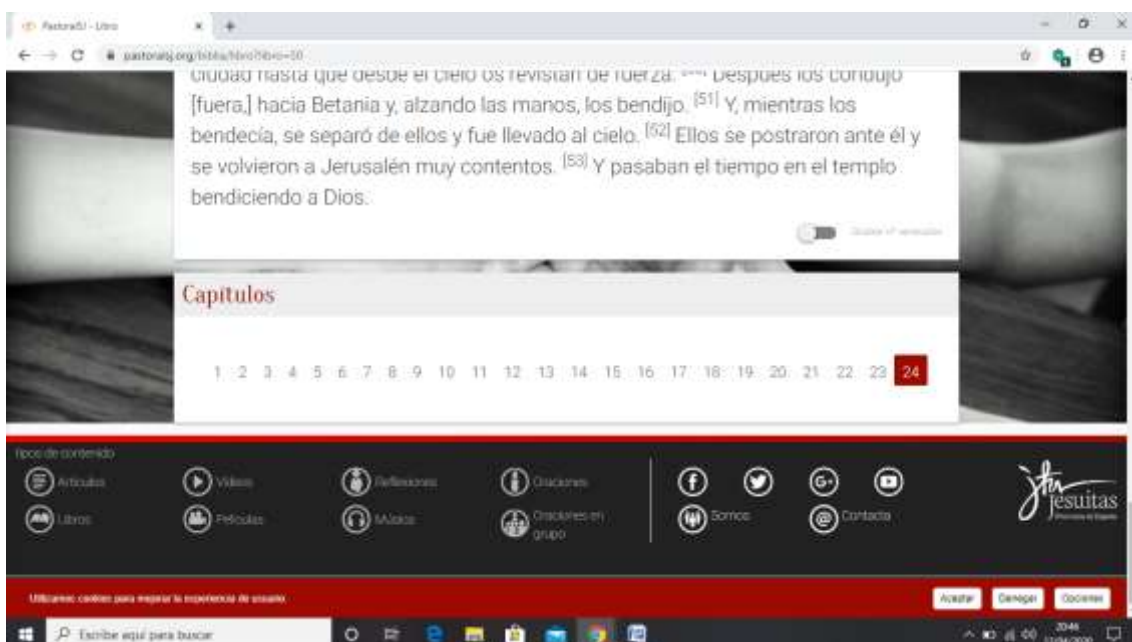 PastoralSJ - Libro
pastoralsj.org/biblia/libro?libro=50
ciudad hasta que desde el cielo os revistan de fuerza. [50] Después los condujo
[fuera,] hacia Betania y, alzando las manos, los bendijo. [51] Y, mientras los
bendecía, se separó de ellos y fue llevado al cielo. [52] Ellos se postraron ante él y
se volvieron a Jerusalén muy contentos. [53] Y pasaban el tiempo en el templo
bendiciendo a Dios.
Capítulos
1 2 3 4 5 6 7 8 9 10 11 12 13 14 15 16 17 18 19 20 21 22 23 24
Tipos de contenido
Artículos
Vídeos
Reflexiones
Oraciones
Libros
Películas
Música
Oraciones en
grupo
Somos
Contacta
Jesuitas
Utilizamos cookies para mejorar la experiencia de usuario.
Aceptar
Denegar
Opciones
Escribe aquí para buscar
20:46